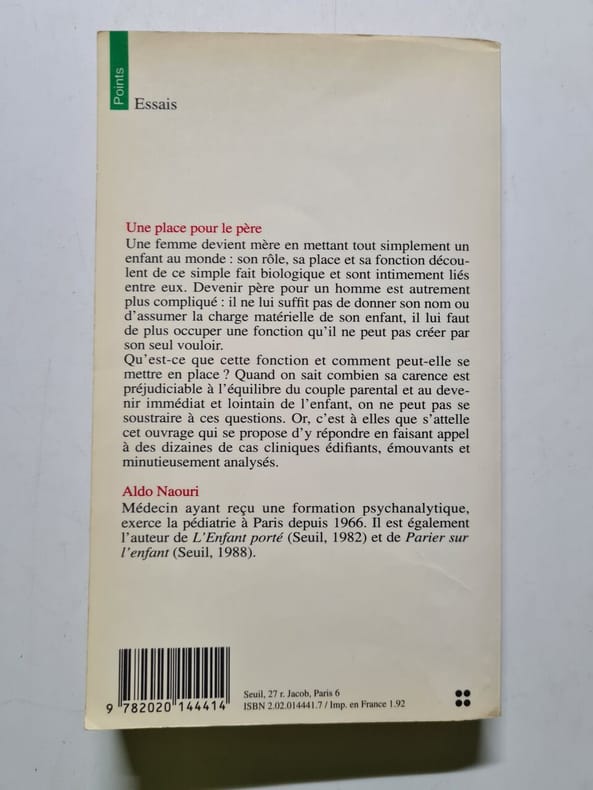 Points
Essais
Une place pour le père
Une femme devient mère en mettant tout simplement un
enfant au monde : son rôle, sa place et sa fonction décou-
lent de ce simple fait biologique et sont intimement liés
entre eux. Devenir père pour un homme est autrement
plus compliqué : il ne lui suffit pas de donner son nom ou
d'assumer la charge matérielle de son enfant, il lui faut
de plus occuper une fonction qu'il ne peut pas créer par
son seul vouloir.
Qu'est-ce que cette fonction et comment peut-elle se
mettre en place ? Quand on sait combien sa carence est
préjudiciable à l'équilibre du couple parental et au deve-
nir immédiat et lointain de l'enfant, on ne peut pas se
soustraire à ces questions. Or, c'est à elles que s'attelle
cet ouvrage qui se propose d'y répondre en faisant appel
à des dizaines de cas cliniques édifiants, émouvants et
minutieusement analysés.
Aldo Naouri
Médecin ayant reçu une formation psychanalytique,
exerce la pédiatrie à Paris depuis 1966. Il est également
l'auteur de L'Enfant porté (Seuil, 1982) et de Parier sur
l'enfant (Seuil, 1988).
9 782020 144414
Seuil, 27 r. Jacob, Paris 6
ISBN 2.02.014441.7 / Imp. en France 1.92